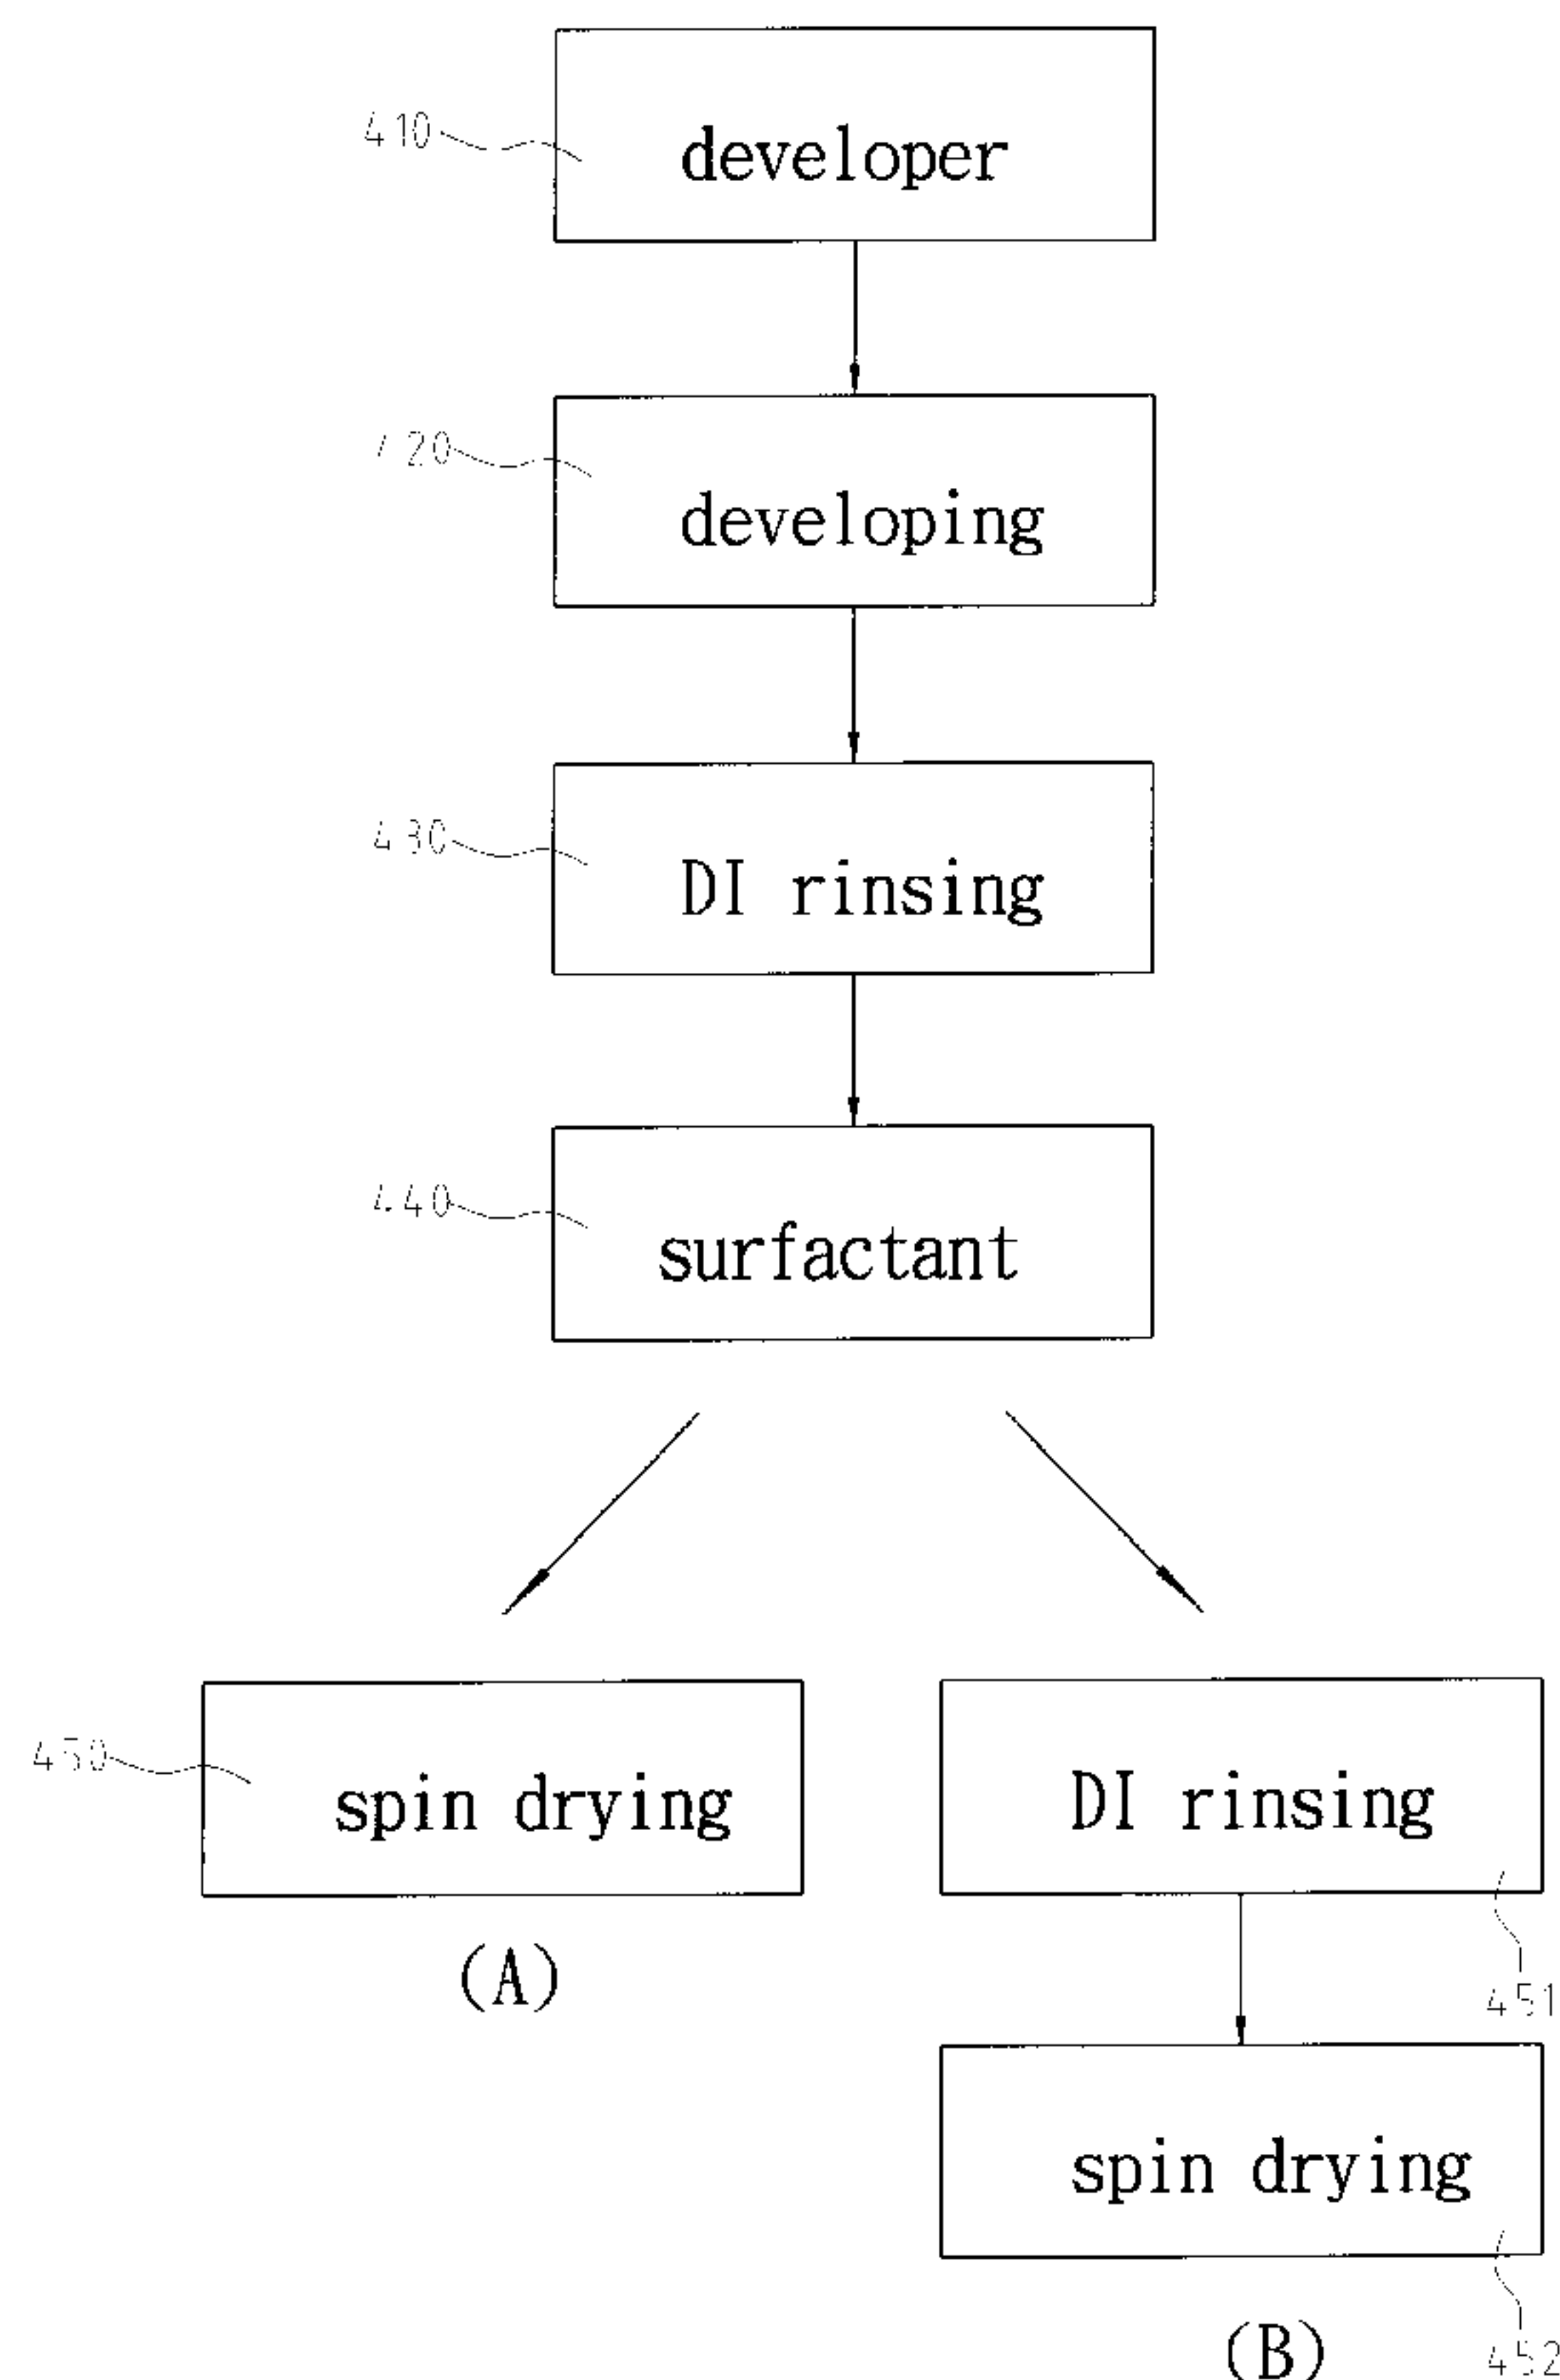 410
developer
420
developing
430
DI rinsing
440
surfactant
450
spin drying
DI rinsing
(A)
451
spin drying
(B)
452